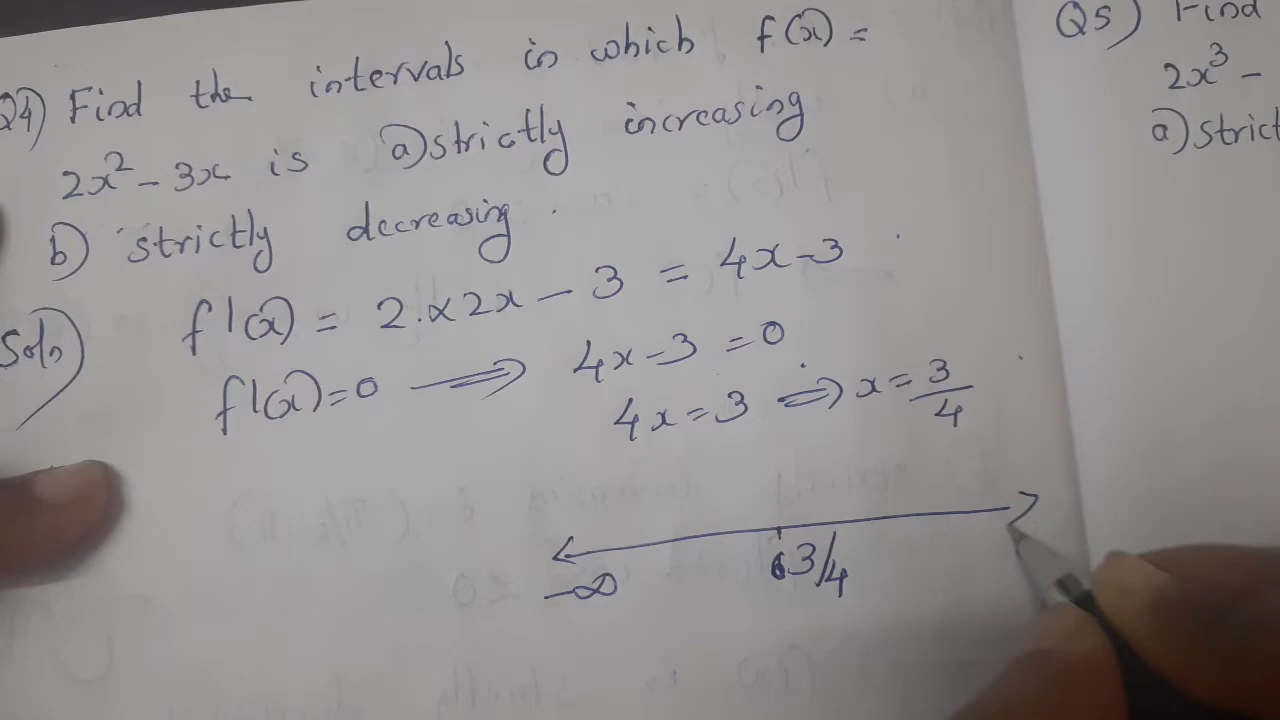 Q4) Find the intervals in which f(x) =
2x² - 3x is a) strictly increasing
b) strictly decreasing.
Soln) f'(x) = 2.×2x - 3 = 4x - 3
f'(x) = 0 ⟹ 4x - 3 = 0
4x = 3 ⟹ x = 3/4
-∞ 3/4
Q5) Find
2x³ -
a) strict